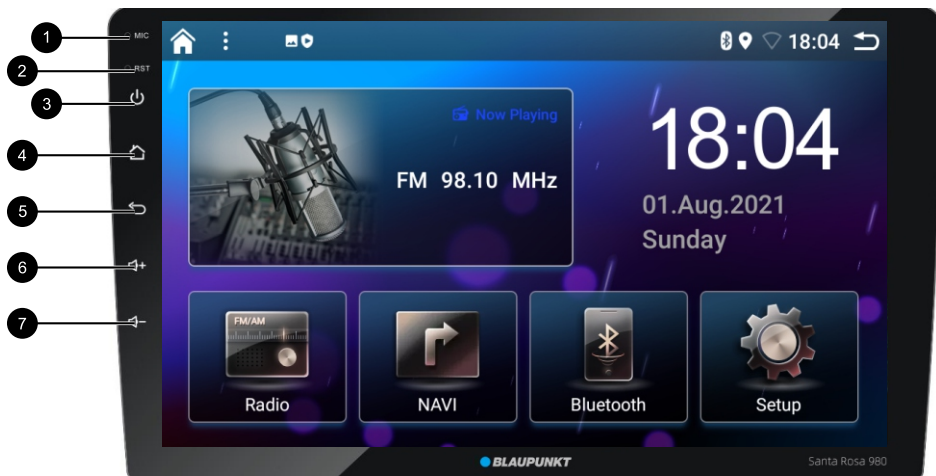 1
MIC
2
RST
3
4
5
6
7
18:04
Now Playing
FM 98.10 MHz
18:04
01.Aug.2021
Sunday
FM/AM
Radio
NAVI
Bluetooth
Setup
BLAUPUNKT
Santa Rosa 980